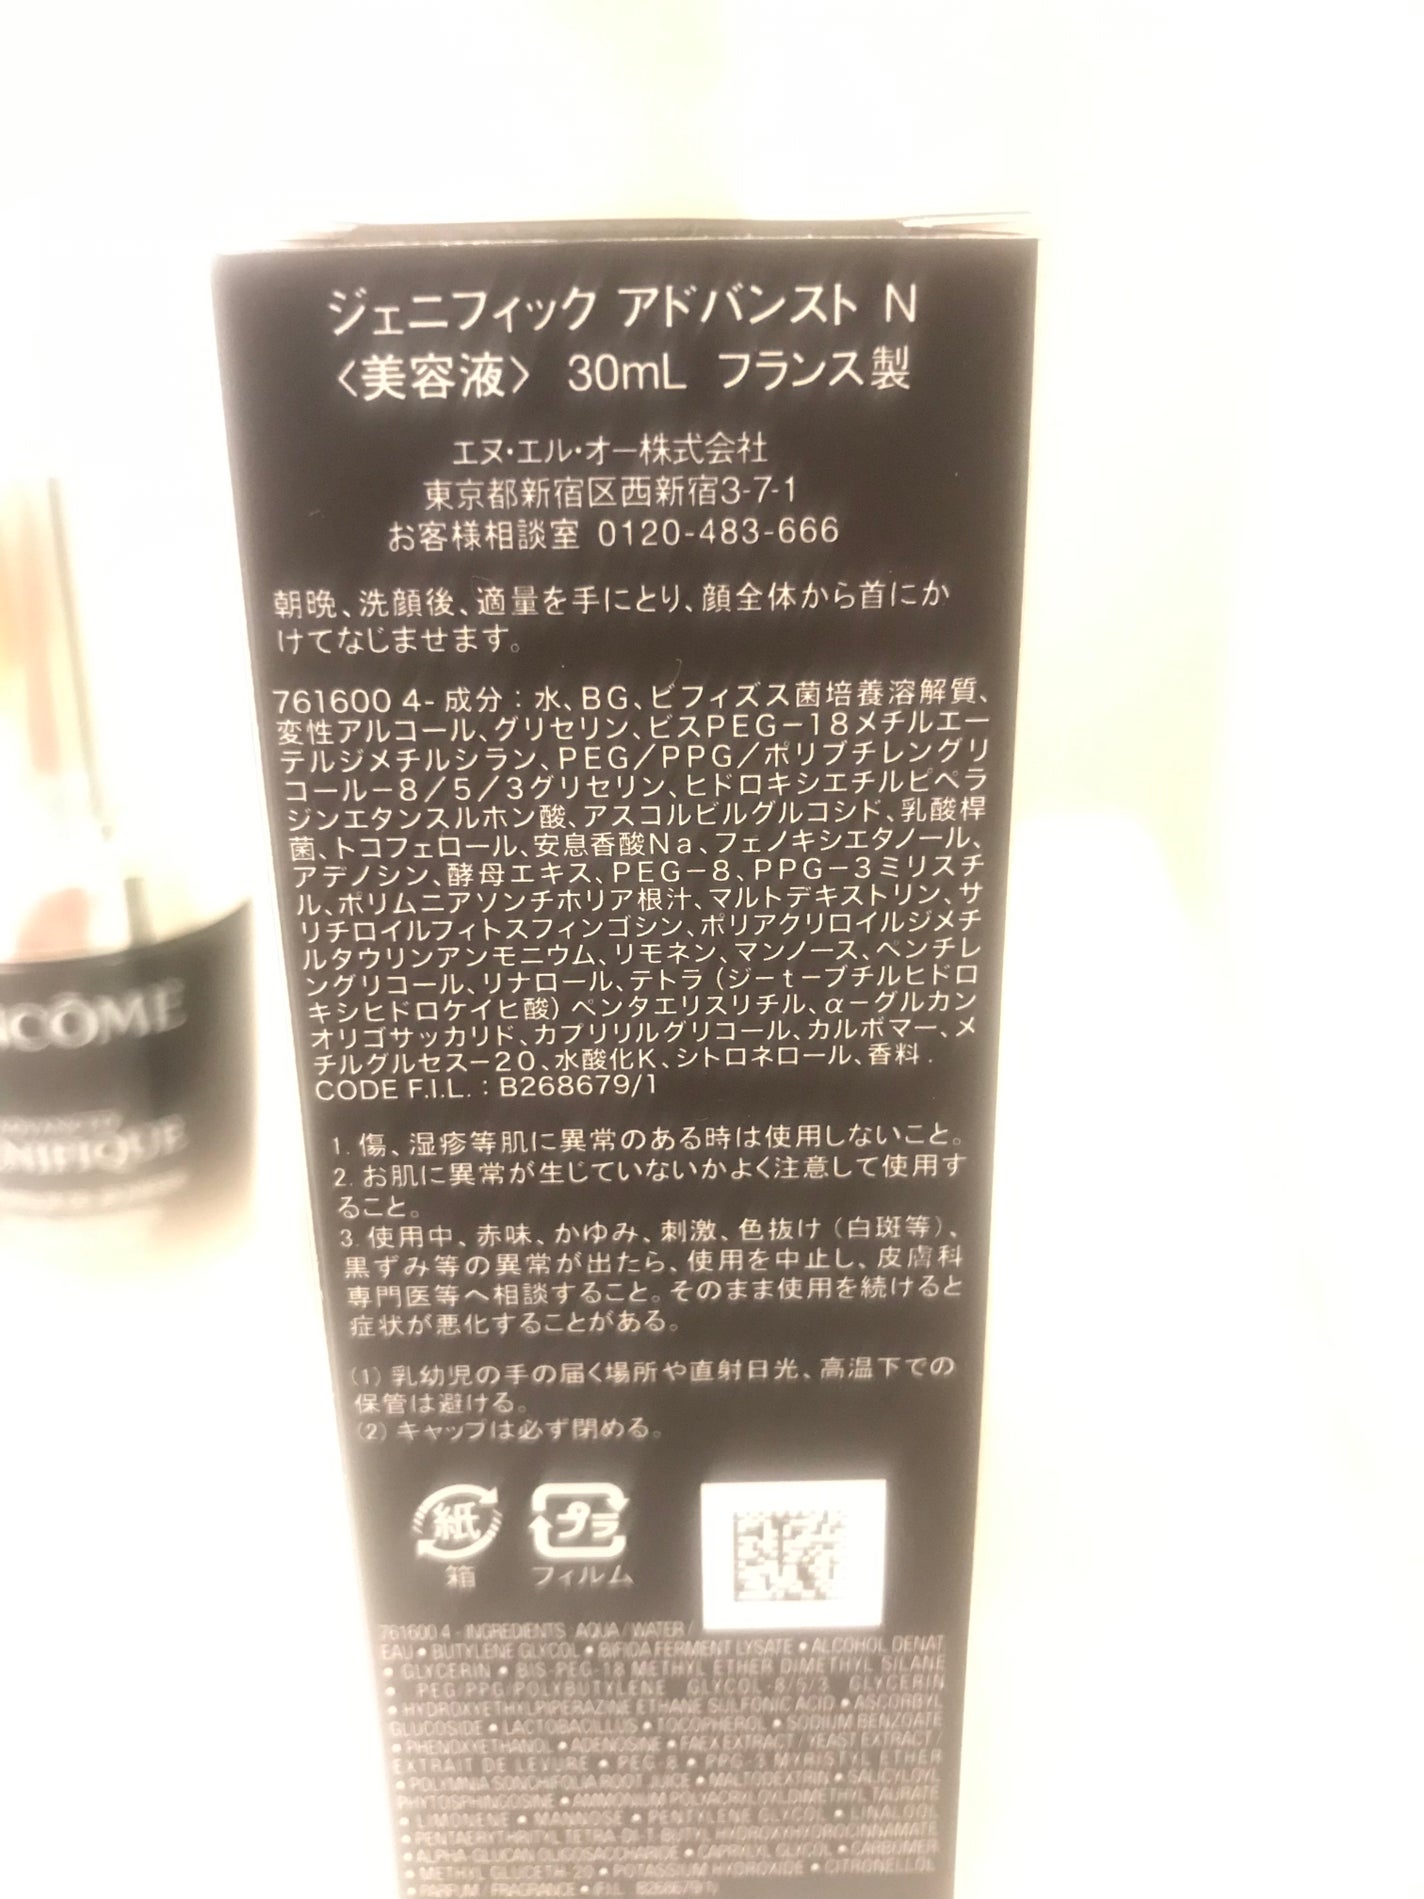 ジェニフィック アドバンスト N
〈美容液〉 30mL フランス製
エヌ・エル・オー株式会社
東京都新宿区西新宿3-7-1
お客様相談室 0120-483-666
朝晩、洗顔後、適量を手にとり、顔全体から首にか
けてなじませます。
761600 4- 成分：水、BG、ビフィズス菌培養溶解質、
変性アルコール、グリセリン、ビスPEG－18メチルエー
テルジメチルシラン、PEG／PPG／ポリブチレングリ
コール－8／5／3グリセリン、ヒドロキシエチルピペラ
ジンエタンスルホン酸、アスコルビルグルコシド、乳酸桿
菌、トコフェロール、安息香酸Na、フェノキシエタノール、
アデノシン、酵母エキス、PEG－8、PPG－3ミリスチ
ル、ポリムニアソンチホリア根汁、マルトデキストリン、サ
リチロイルフィトスフィンゴシン、ポリアクリロイルジメチ
ルタウリンアンモニウム、リモネン、マンノース、ペンチレ
ングリコール、リナロール、テトラ（ジ－t－ブチルヒドロ
キシヒドロケイヒ酸）ペンタエリスリチル、α－グルカン
オリゴサッカリド、カプリリルグリコール、カルボマー、メ
チルグルセス－20、水酸化K、シトロネロール、香料.
CODE F.I.L.：B268679/1
1. 傷、湿疹等肌に異常のある時は使用しないこと。
2. お肌に異常が生じていないかよく注意して使用す
ること。
3. 使用中、赤味、かゆみ、刺激、色抜け（白斑等）、
黒ずみ等の異常が出たら、使用を中止し、皮膚科
専門医等へ相談すること。そのまま使用を続けると
症状が悪化することがある。
(1) 乳幼児の手の届く場所や直射日光、高温下での
保管は避ける。
(2) キャップは必ず閉める。
紙 プラ
箱 フィルム
761600 4 - INGREDIENTS: AQUA / WATER /
EAU • BUTYLENE GLYCOL • BIFIDA FERMENT LYSATE • ALCOHOL DENAT.
• GLYCERIN • BIS-PEG-18 METHYL ETHER DIMETHYL SILANE
• PEG/PPG/POLYBUTYLENE GLYCOL-8/5/3 GLYCERIN
• HYDROXYETHYLPIPERAZINE ETHANE SULFONIC ACID • ASCORBYL
GLUCOSIDE • LACTOBACILLUS • TOCOPHEROL • SODIUM BENZOATE
• PHENOXYETHANOL • ADENOSINE • FAEX EXTRACT / YEAST EXTRACT /
EXTRAIT DE LEVURE • PEG-8 • PPG-3 MYRISTYL ETHER
• POLYMNIA SONCHIFOLIA ROOT JUICE • MALTODEXTRIN • SALICYLOYL
PHYTOSPHINGOSINE • AMMONIUM POLYACRYLOYLDIMETHYL TAURATE
• LIMONENE • MANNOSE • PENTYLENE GLYCOL • LINALOOL
• PENTAERYTHRITYL TETRA-DI-T-BUTYL HYDROXYHYDROCINNAMATE
• ALPHA-GLUCAN OLIGOSACCHARIDE • CAPRYLYL GLYCOL • CARBOMER
• METHYL GLUCETH-20 • POTASSIUM HYDROXIDE • CITRONELLOL
• PARFUM / FRAGRANCE • (F.I.L. B268679/1)